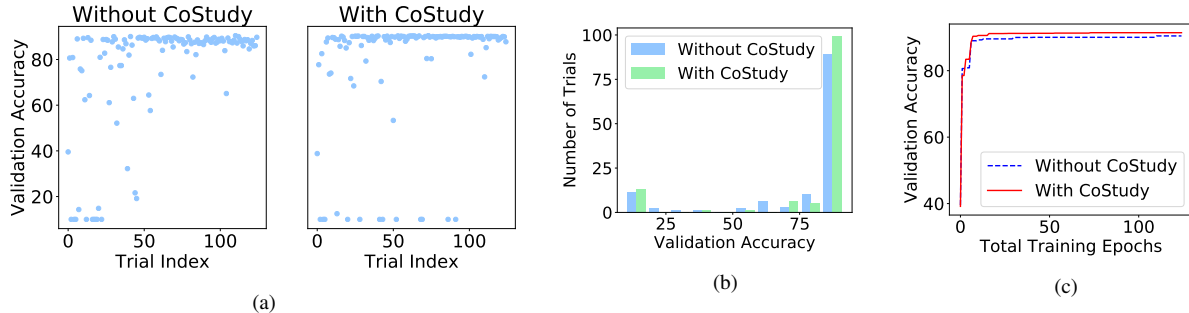 Without CoStudy
With CoStudy
Validation Accuracy
80
60
40
20
0
50
100
Trial Index
0
50
100
Trial Index
(a)
Number of Trials
100
75
50
25
0
Without CoStudy
With CoStudy
25
50
75
Validation Accuracy
(b)
Validation Accuracy
80
60
40
Without CoStudy
With CoStudy
0
50
100
Total Training Epochs
(c)